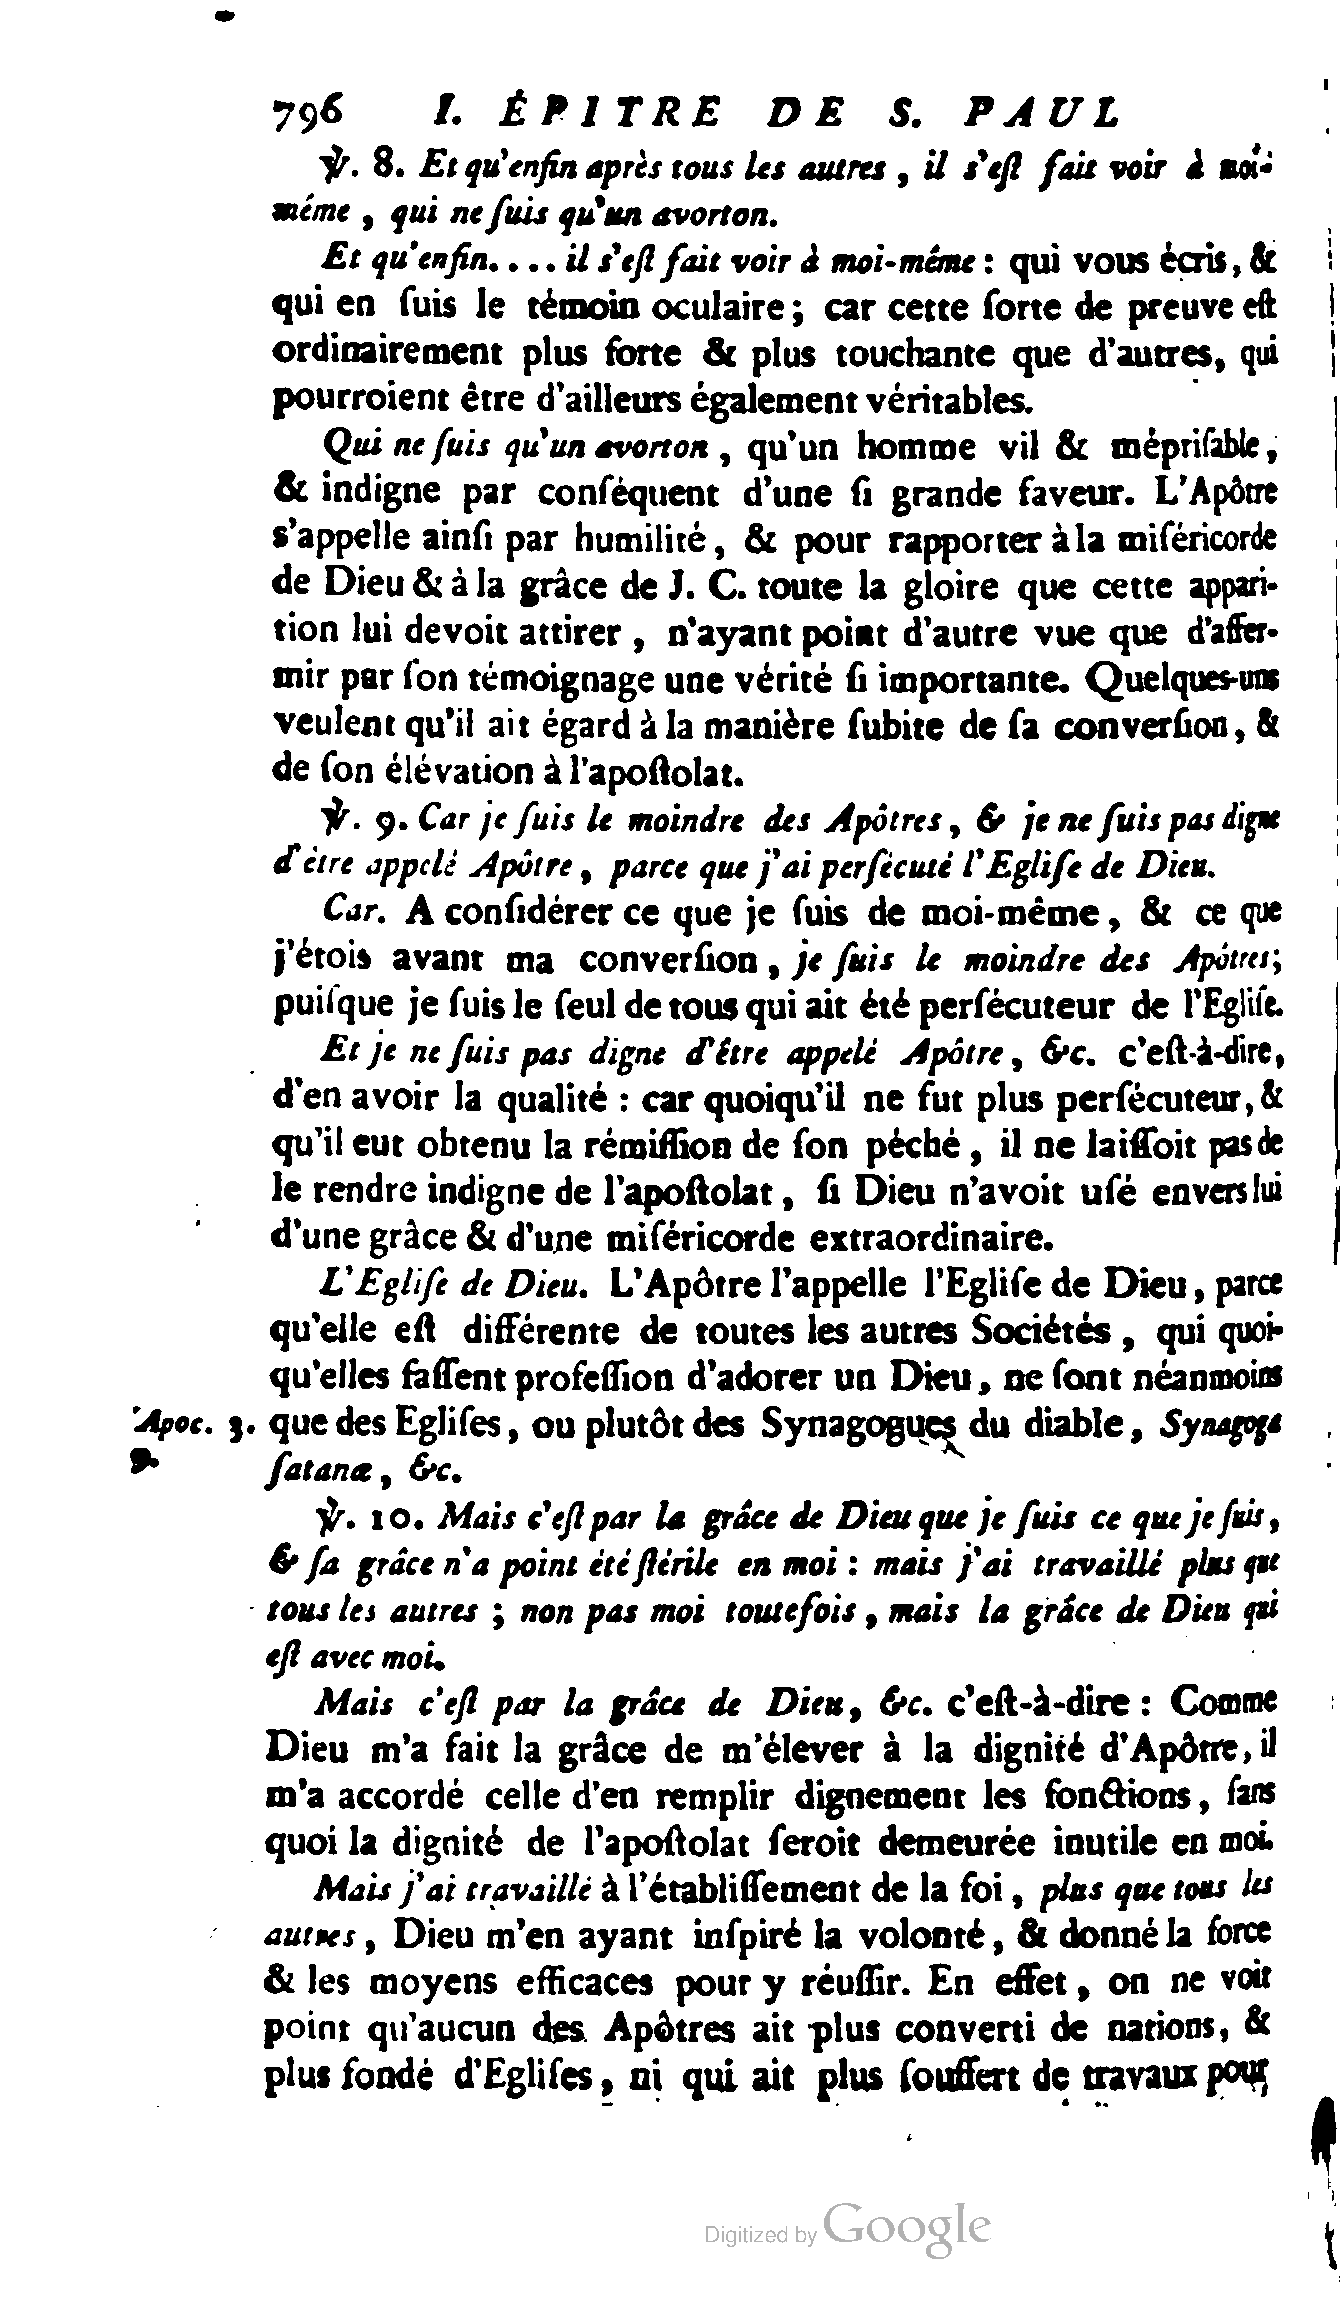 796 I. ÉPITRE DE S. PAUL
℣. 8. Et qu'enfin après tous les autres, il s'eſt fait voir à moi-
même, qui ne ſuis qu'un avorton.
Et qu'enfin.... il s'eſt fait voir à moi-même : qui vous écris, &
qui en ſuis le témoin oculaire ; car cette ſorte de preuve eſt
ordinairement plus forte & plus touchante que d'autres, qui
pourroient être d'ailleurs également véritables.
Qui ne ſuis qu'un avorton, qu'un homme vil & mépriſable,
& indigne par conſéquent d'une ſi grande faveur. L'Apôtre
s'appelle ainſi par humilité, & pour rapporter à la miſéricorde
de Dieu & à la grâce de J. C. toute la gloire que cette appari-
tion lui devoit attirer, n'ayant point d'autre vue que d'affer-
mir par ſon témoignage une vérité ſi importante. Quelques-uns
veulent qu'il ait égard à la manière ſubite de ſa converſion, &
de ſon élévation à l'apoſtolat.
℣. 9. Car je ſuis le moindre des Apôtres, & je ne ſuis pas digne
d'être appelé Apôtre, parce que j'ai perſécuté l'Egliſe de Dieu.
Car. A conſidérer ce que je ſuis de moi-même, & ce que
j'étois avant ma converſion, je ſuis le moindre des Apôtres;
puiſque je ſuis le ſeul de tous qui ait été perſécuteur de l'Egliſe.
Et je ne ſuis pas digne d'être appelé Apôtre, &c. c'eſt-à-dire,
d'en avoir la qualité : car quoiqu'il ne fut plus perſécuteur, &
qu'il eut obtenu la rémiſſion de ſon péché, il ne laiſſoit pas de
le rendre indigne de l'apoſtolat, ſi Dieu n'avoit uſé envers lui
d'une grâce & d'une miſéricorde extraordinaire.
L'Egliſe de Dieu. L'Apôtre l'appelle l'Egliſe de Dieu, parce
qu'elle eſt différente de toutes les autres Sociétés, qui quoi-
qu'elles faſſent profeſſion d'adorer un Dieu, ne ſont néanmoins
Apoc. 3. que des Egliſes, ou plutôt des Synagogues du diable, Synagoga
9. ſatanæ, &c.
℣. 10. Mais c'eſt par la grâce de Dieu que je ſuis ce que je ſuis,
& ſa grâce n'a point été ſtérile en moi : mais j'ai travaillé plus que
tous les autres ; non pas moi toutefois, mais la grâce de Dieu qui
eſt avec moi.
Mais c'eſt par la grâce de Dieu, &c. c'eſt-à-dire : Comme
Dieu m'a fait la grâce de m'élever à la dignité d'Apôtre, il
m'a accordé celle d'en remplir dignement les fonctions, ſans
quoi la dignité de l'apoſtolat ſeroit demeurée inutile en moi.
Mais j'ai travaillé à l'établiſſement de la foi, plus que tous les
autres, Dieu m'en ayant inſpiré la volonté, & donné la force
& les moyens efficaces pour y réuſſir. En effet, on ne voit
point qu'aucun des Apôtres ait plus converti de nations, &
plus fondé d'Egliſes, ni qui ait plus ſouffert de travaux pour
Digitized by Google